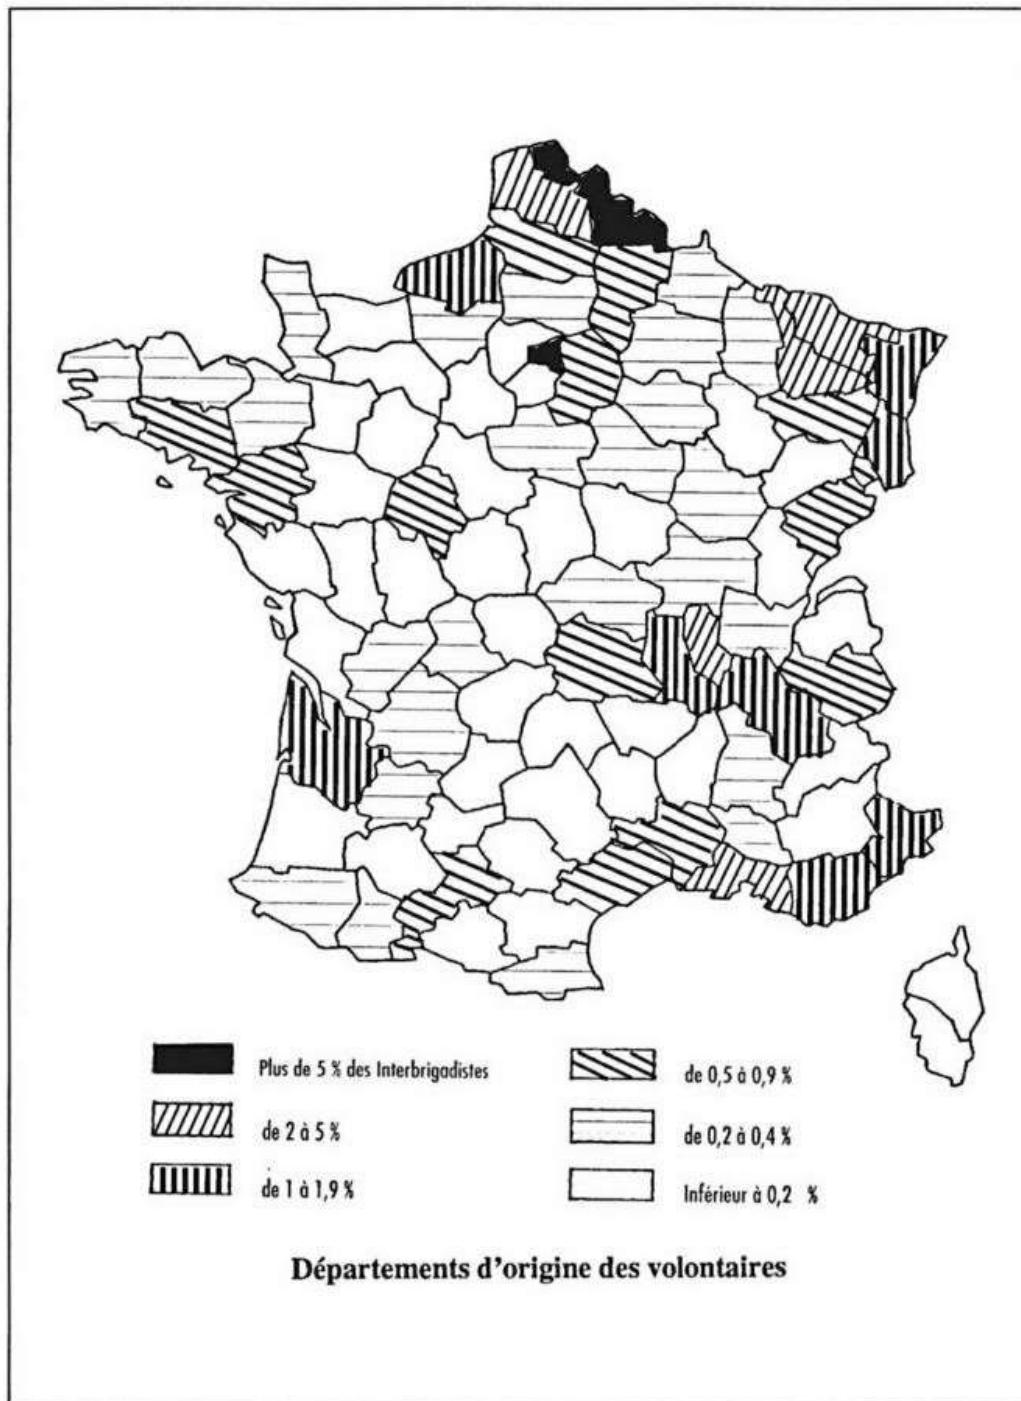 Plus de 5 % des Interbrigadistes
de 2 à 5 %
de 1 à 1,9 %
de 0,5 à 0,9 %
de 0,2 à 0,4 %
Inférieur à 0,2 %
Départements d'origine des volontaires